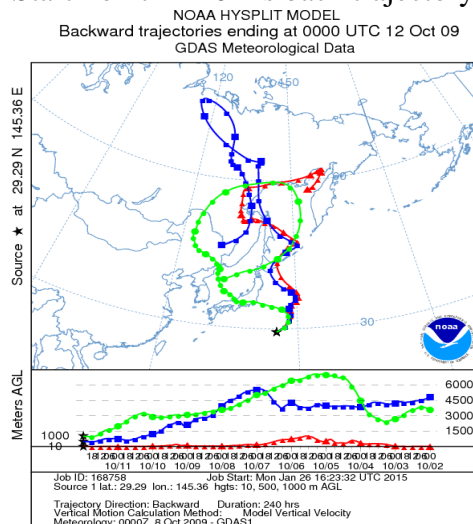 NOAA HYSPLIT MODEL
Backward trajectories ending at 0000 UTC 12 Oct 09
GDAS Meteorological Data
Source ★ at 29.29 N 145.36 E
120
30
noaa
Meters AGL
6000
4500
3000
1500
1000
10
10/11 10/10 10/09 10/08 10/07 10/06 10/05 10/04 10/03 10/02
Job ID: 168758 Job Start: Mon Jan 26 16:23:32 UTC 2015
Source 1 lat.: 29.29 lon.: 145.36 hgts: 10, 500, 1000 m AGL
Trajectory Direction: Backward Duration: 240 hrs
Vertical Motion Calculation Method: Model Vertical Velocity
Meteorology: 0000Z 8 Oct 2009 - GDAS1